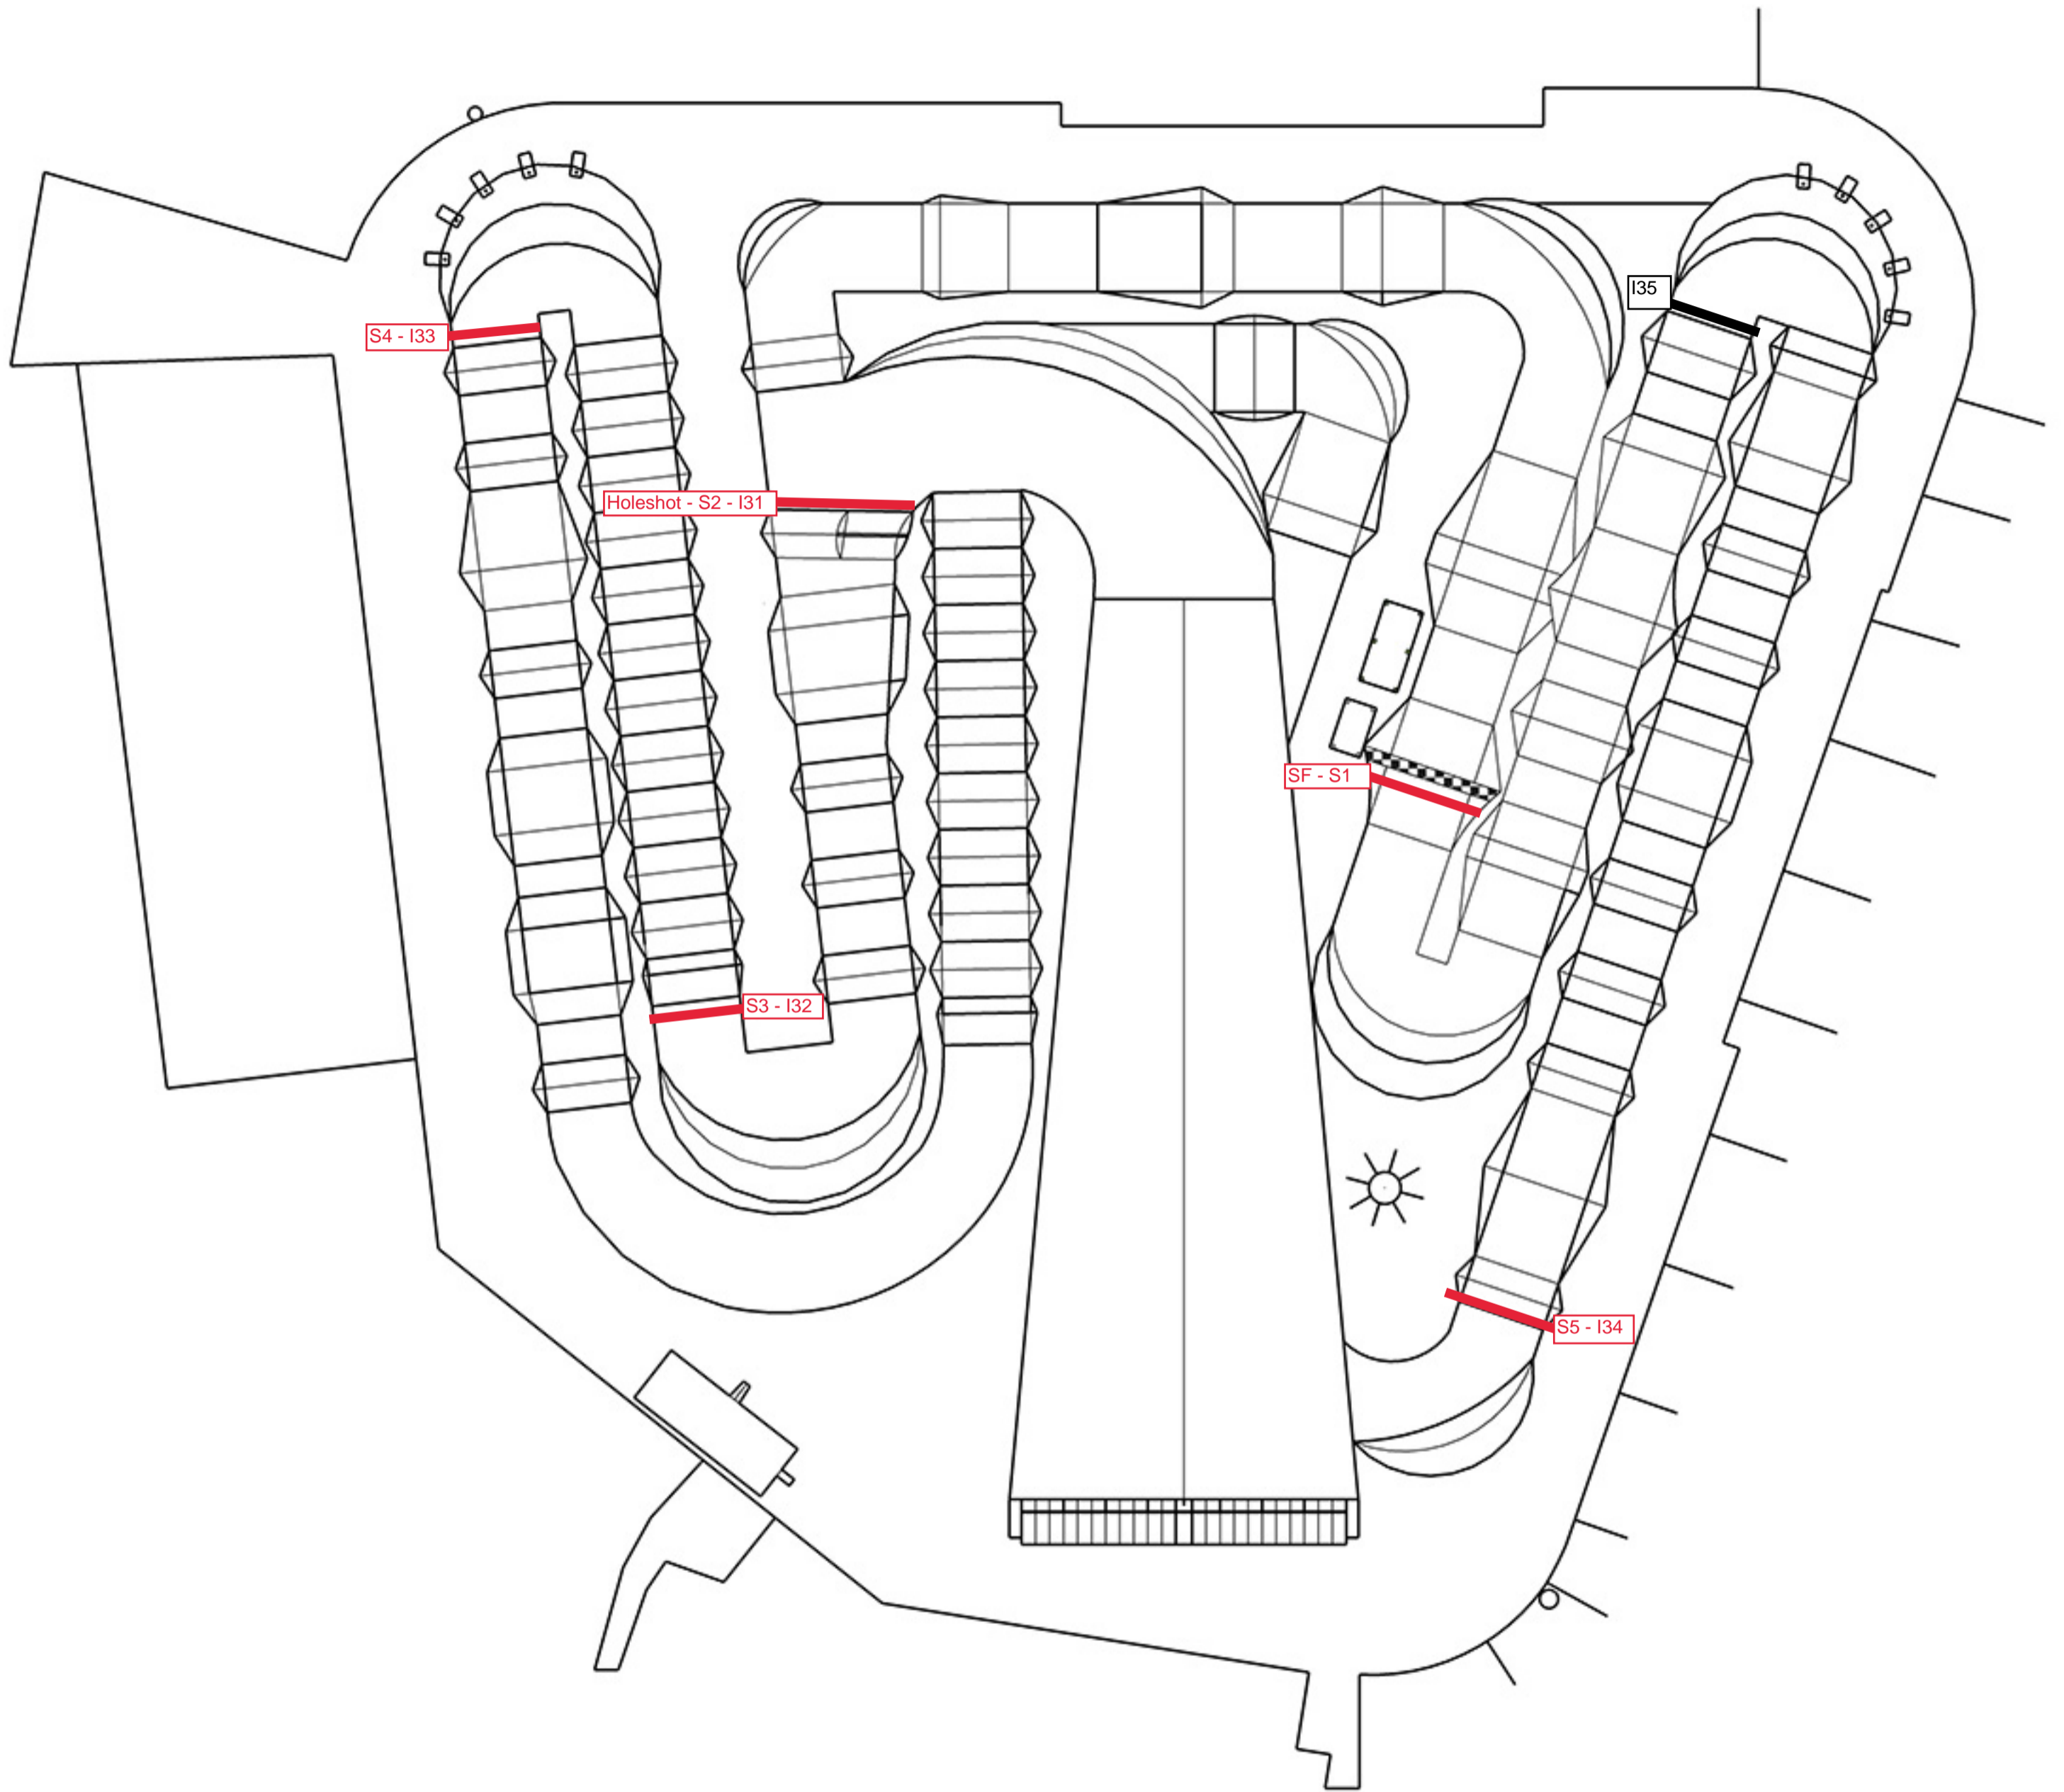 I35
S4 - I33
Holeshot - S2 - I31
SF - S1
S3 - I32
S5 - I34